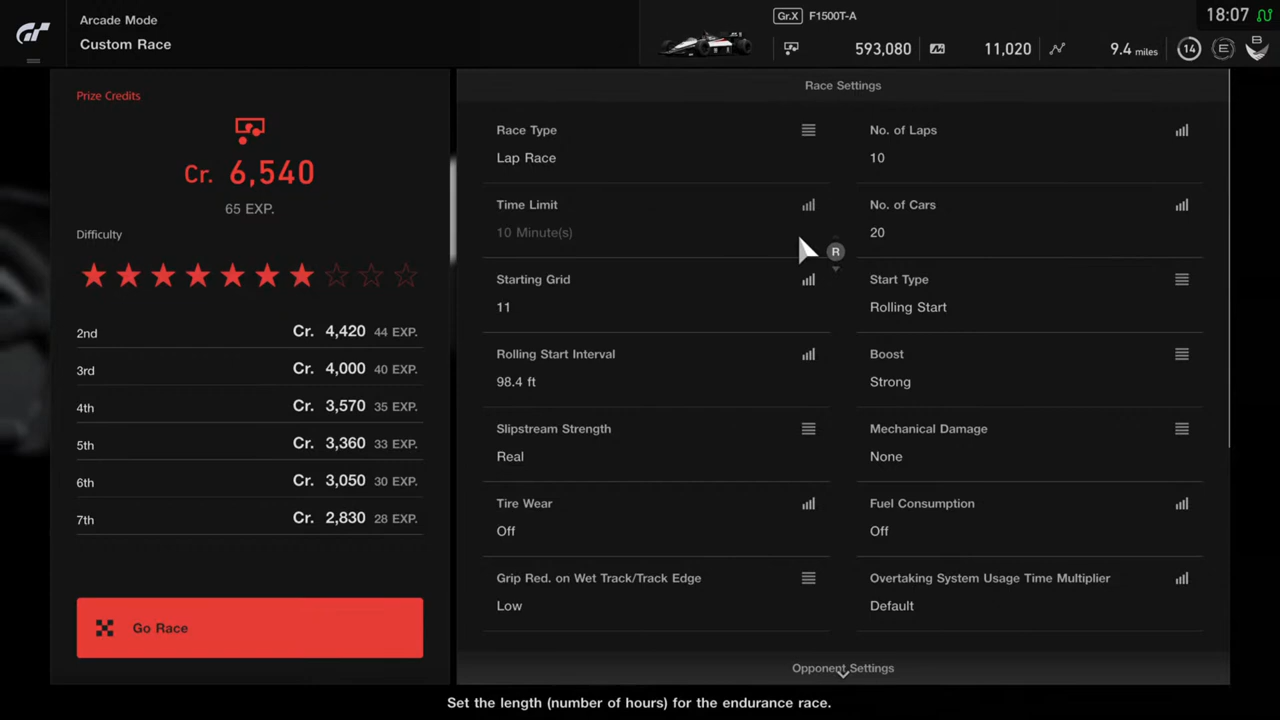 Arcade Mode
Custom Race
Gr.X F1500T-A
593,080 11,020 9.4 miles
18:07
14 E B
Prize Credits
Cr. 6,540
65 EXP.
Difficulty
2nd Cr. 4,420 44 EXP.
3rd Cr. 4,000 40 EXP.
4th Cr. 3,570 35 EXP.
5th Cr. 3,360 33 EXP.
6th Cr. 3,050 30 EXP.
7th Cr. 2,830 28 EXP.
Go Race
Race Settings
Race Type
Lap Race
No. of Laps
10
Time Limit
10 Minute(s)
No. of Cars
20
R
Starting Grid
11
Start Type
Rolling Start
Rolling Start Interval
98.4 ft
Boost
Strong
Slipstream Strength
Real
Mechanical Damage
None
Tire Wear
Off
Fuel Consumption
Off
Grip Red. on Wet Track/Track Edge
Low
Overtaking System Usage Time Multiplier
Default
Opponent Settings
Set the length (number of hours) for the endurance race.